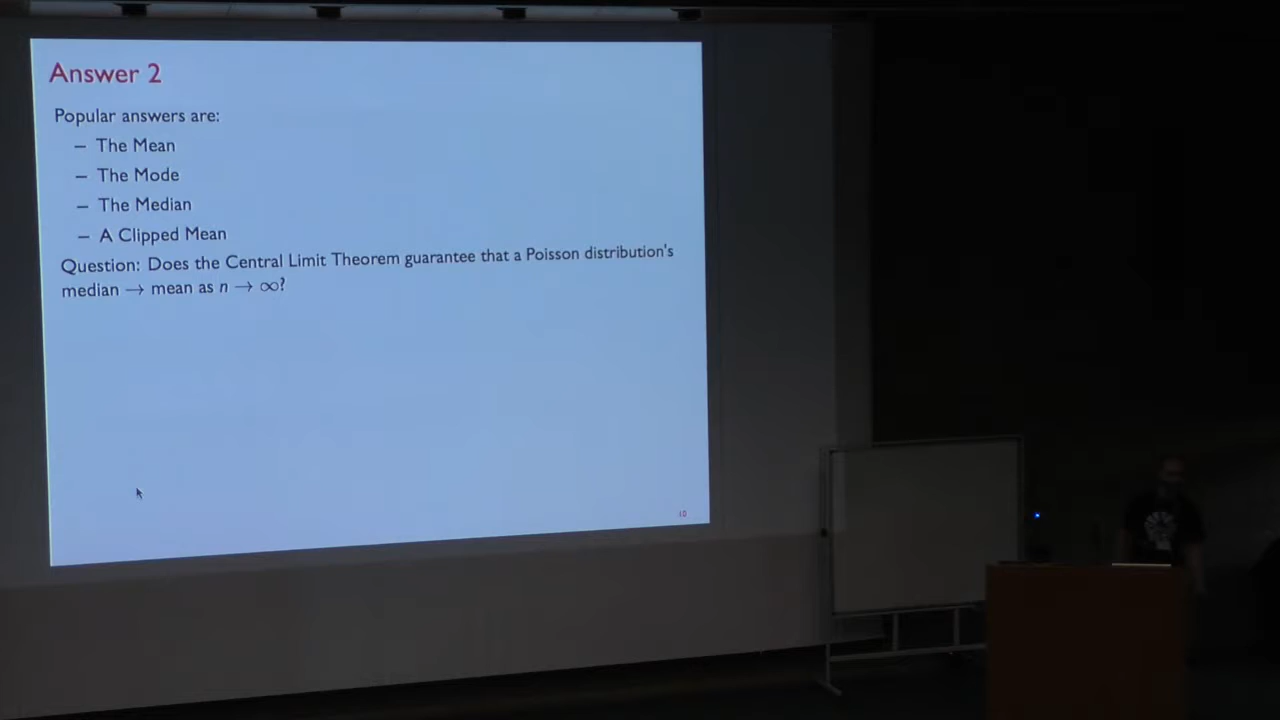 Answer 2
Popular answers are:
– The Mean
– The Mode
– The Median
– A Clipped Mean
Question: Does the Central Limit Theorem guarantee that a Poisson distribution's
median → mean as n → ∞?
10